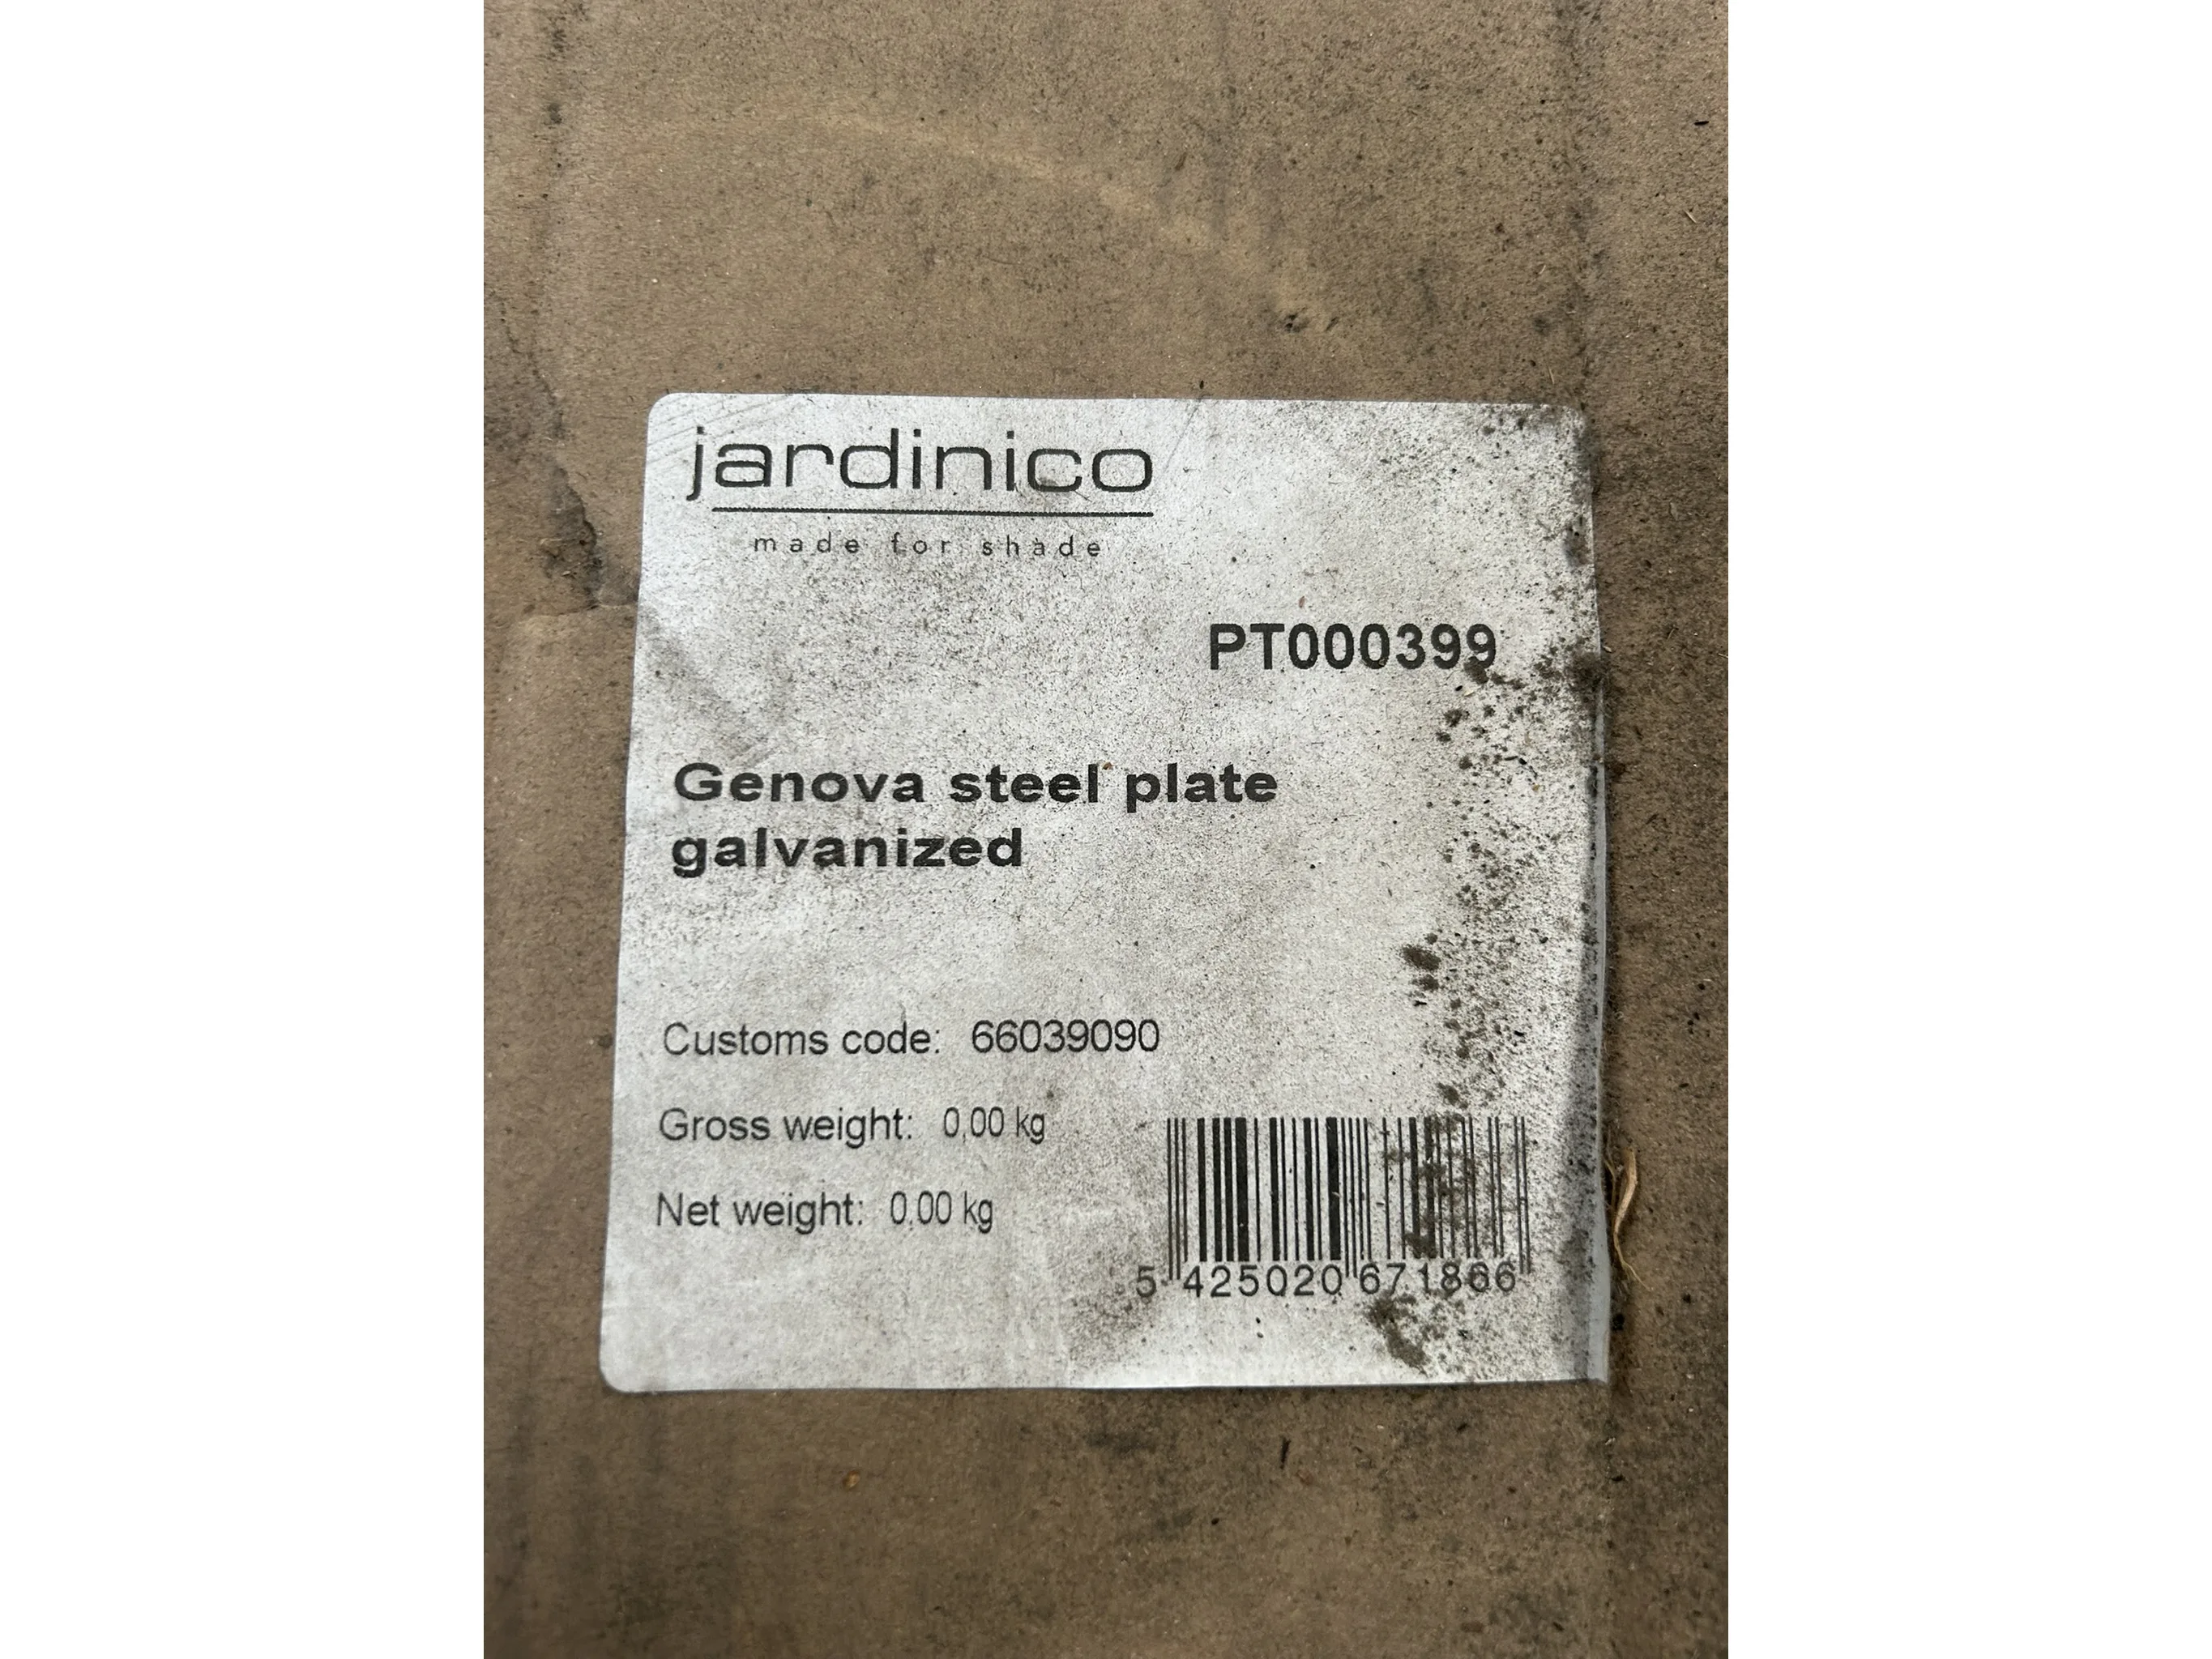 jardinico
made for shade
PT000399
Genova steel plate
galvanized
Customs code: 66039090
Gross weight: 0,00 kg
Net weight: 0,00 kg
5 425020 671866